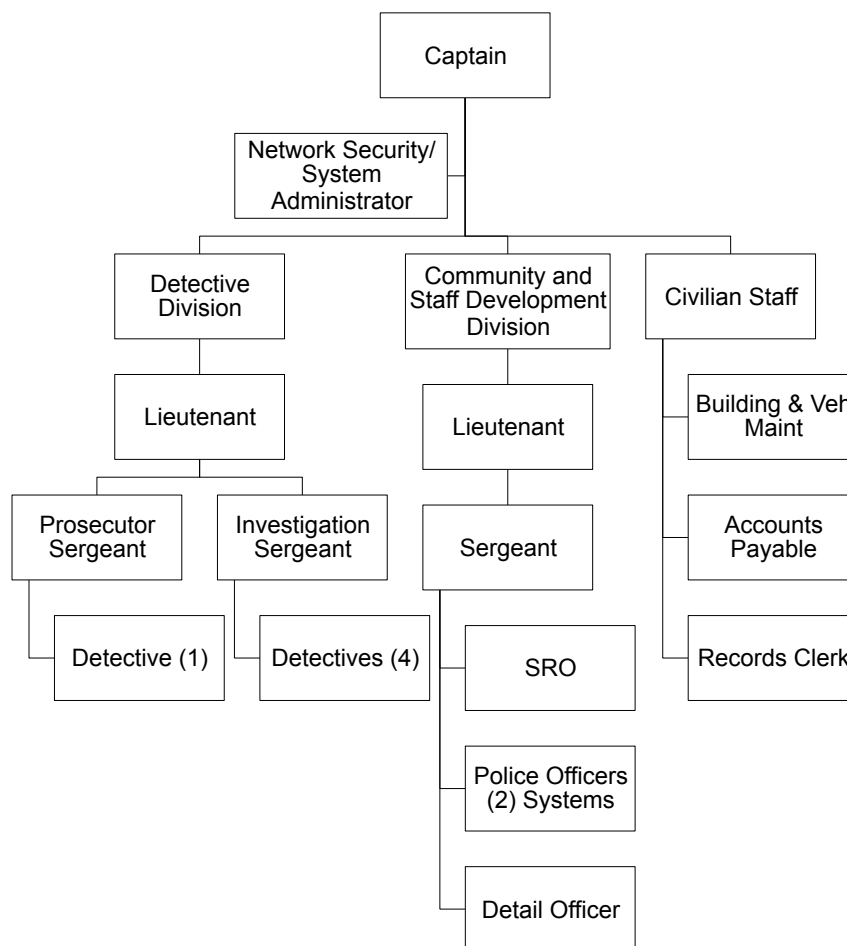 Captain
Network Security/
System
Administrator
Detective
Division
Community and
Staff Development
Division
Civilian Staff
Lieutenant
Lieutenant
Building & Veh
Maint
Prosecutor
Sergeant
Investigation
Sergeant
Sergeant
Accounts
Payable
Detective (1)
Detectives (4)
SRO
Records Clerk
Police Officers
(2) Systems
Detail Officer